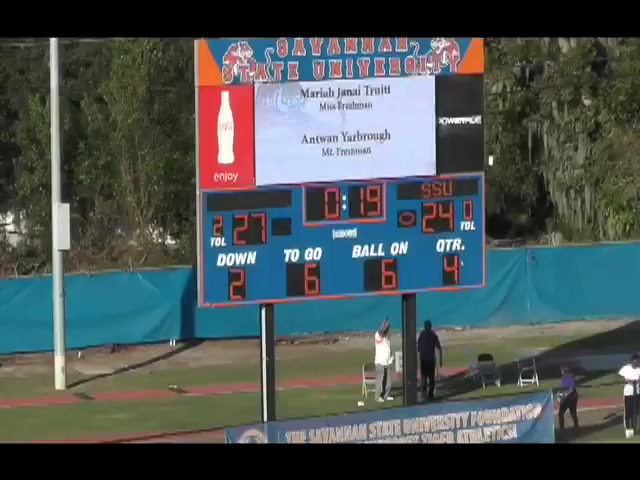 SAVANNAH
STATE UNIVERSITY
Mariah Janai Truitt
Miss Freshman
Antwan Yarbrough
Mr. Freshman
enjoy
POWERADE
0:19
SSU
2 27
24 0
TOL
TOL
DOWN TO GO BALL ON QTR.
2 6 6 4
THE SAVANNAH STATE UNIVERSITY FOUNDATION
TIGER ATHLETICS!